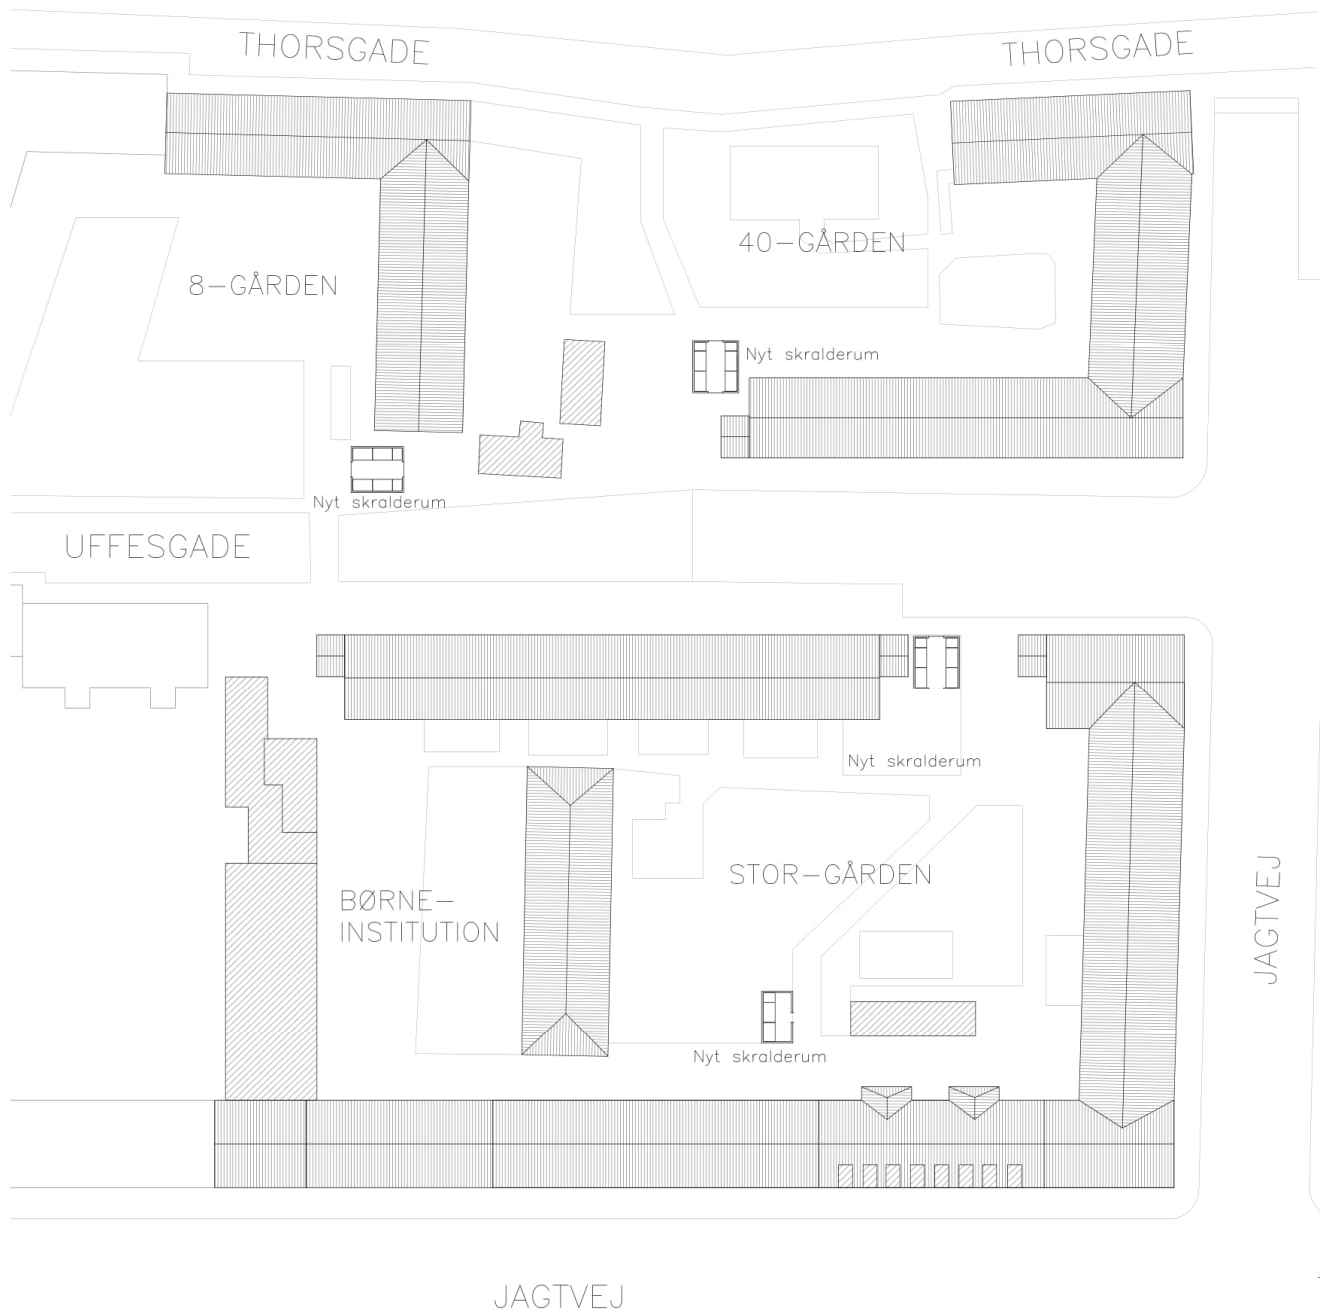 THORSGADE
THORSGADE
40-GÅRDEN
8-GÅRDEN
Nyt skralderum
Nyt skralderum
UFFESGADE
Nyt skralderum
STOR-GÅRDEN
BØRNE-
INSTITUTION
JAGTVEJ
Nyt skralderum
JAGTVEJ